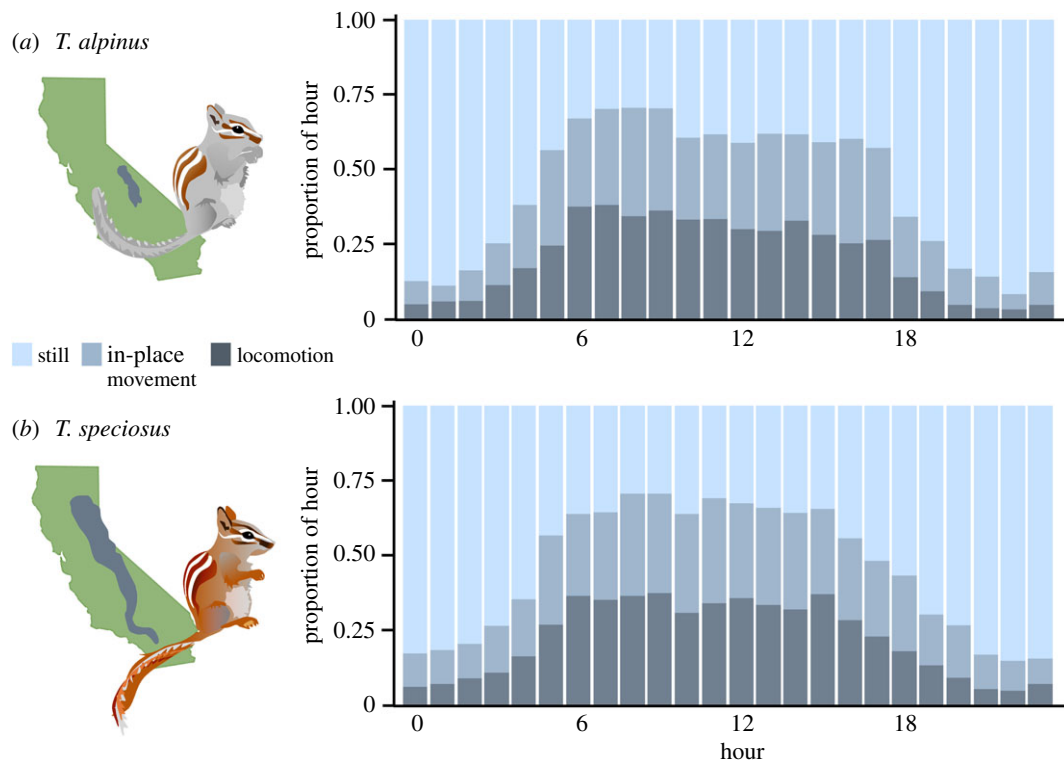 (a) T. alpinus
proportion of hour
1.00
0.75
0.50
0.25
0
0 6 12 18
still in-place movement locomotion
(b) T. speciosus
proportion of hour
1.00
0.75
0.50
0.25
0
0 6 12 18
hour